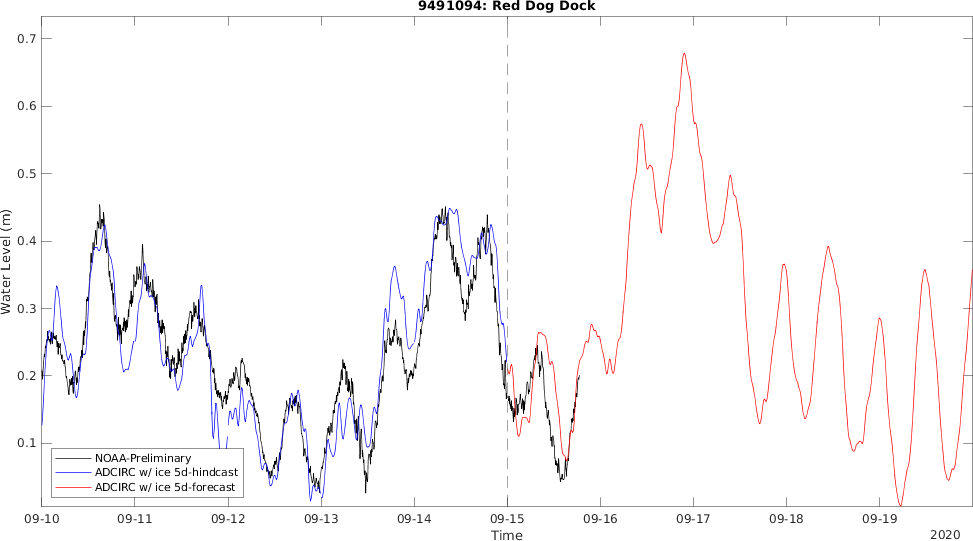 9491094: Red Dog Dock
0.7
0.6
0.5
0.4
0.3
0.2
0.1
Water Level (m)
NOAA-Preliminary
ADCIRC w/ ice 5d-hindcast
ADCIRC w/ ice 5d-forecast
09-10 09-11 09-12 09-13 09-14 09-15 09-16 09-17 09-18 09-19
Time
2020